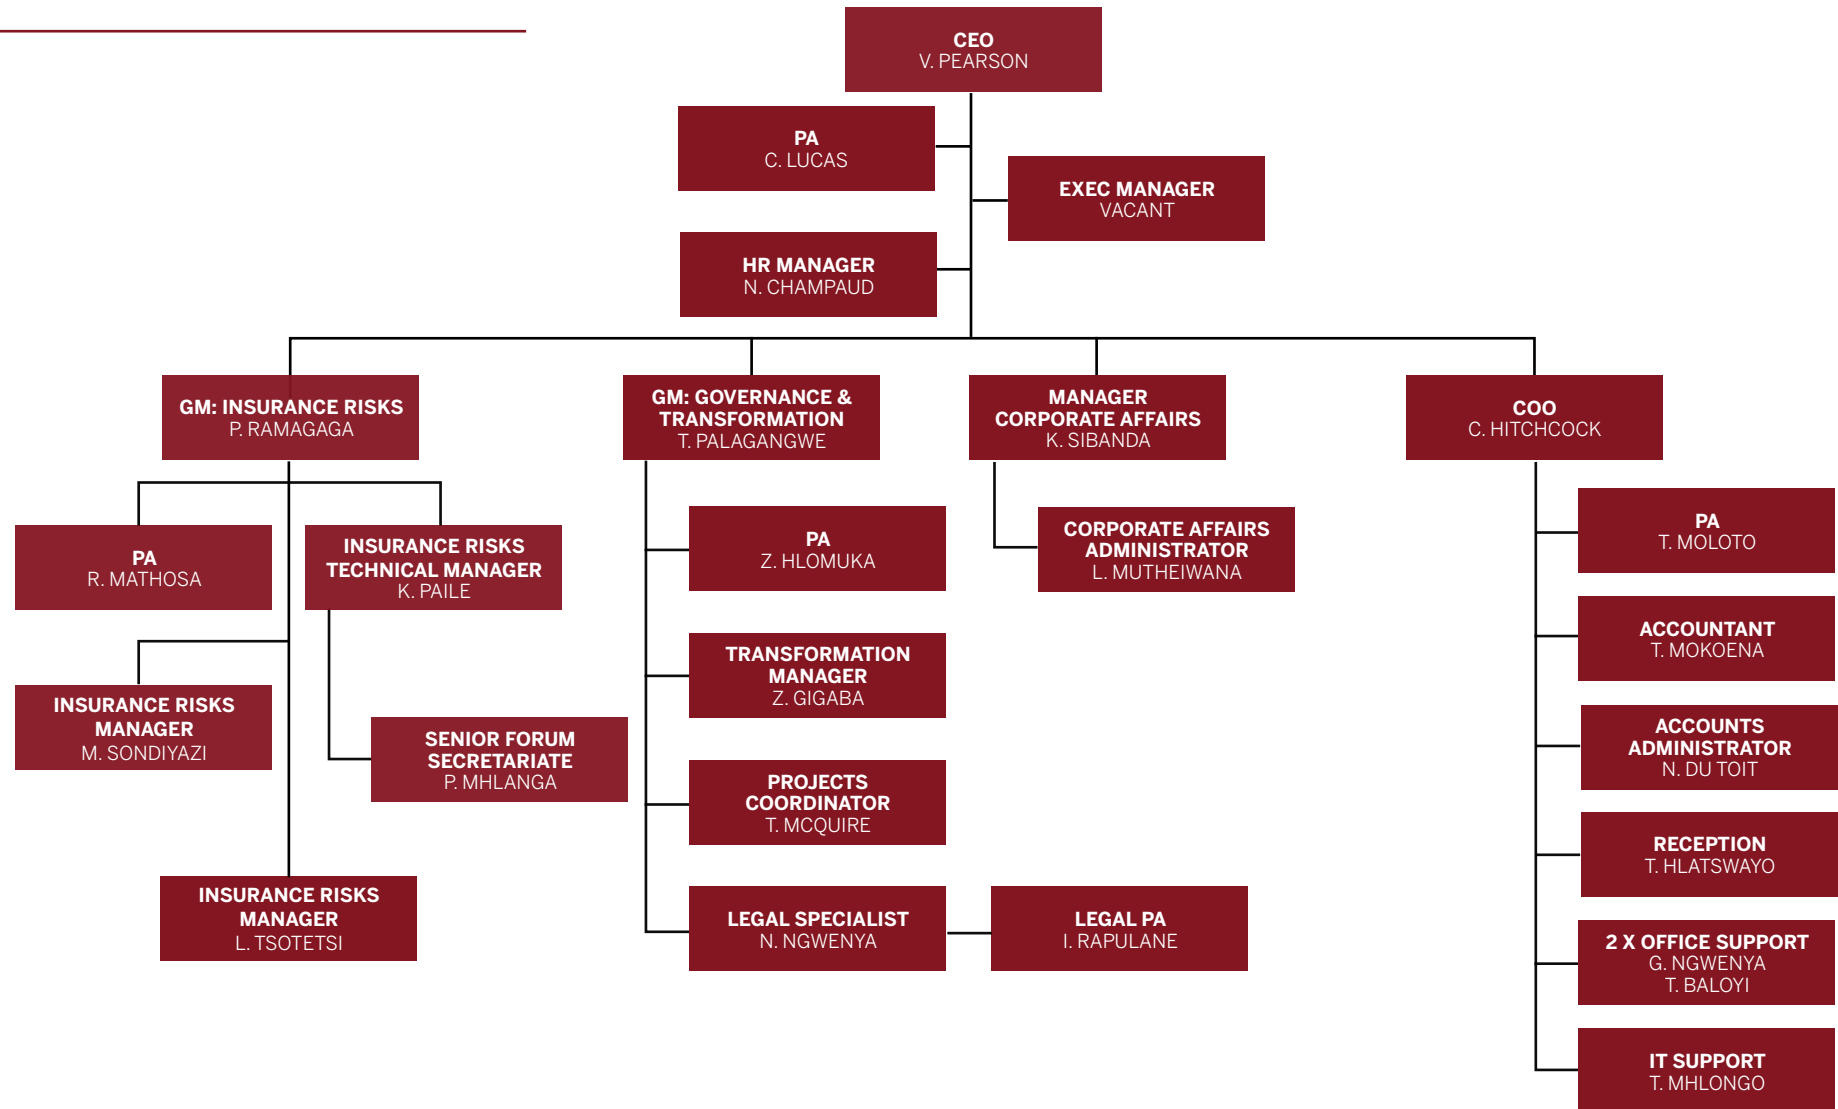 CEO
V. PEARSON
PA
C. LUCAS
EXEC MANAGER
VACANT
HR MANAGER
N. CHAMPAUD
GM: INSURANCE RISKS
P. RAMAGAGA
GM: GOVERNANCE &
TRANSFORMATION
T. PALAGANGWE
MANAGER
CORPORATE AFFAIRS
K. SIBANDA
COO
C. HITCHCOCK
PA
R. MATHOSA
INSURANCE RISKS
TECHNICAL MANAGER
K. PAILE
INSURANCE RISKS
MANAGER
M. SONDIYAZI
SENIOR FORUM
SECRETARIATE
P. MHLANGA
INSURANCE RISKS
MANAGER
L. TSOTETSI
PA
Z. HLOMUKA
TRANSFORMATION
MANAGER
Z. GIGABA
PROJECTS
COORDINATOR
T. MCQUIRE
LEGAL SPECIALIST
N. NGWENYA
LEGAL PA
I. RAPULANE
CORPORATE AFFAIRS
ADMINISTRATOR
L. MUTHEIWANA
PA
T. MOLOTO
ACCOUNTANT
T. MOKOENA
ACCOUNTS
ADMINISTRATOR
N. DU TOIT
RECEPTION
T. HLATSWAYO
2 X OFFICE SUPPORT
G. NGWENYA
T. BALOYI
IT SUPPORT
T. MHLONGO